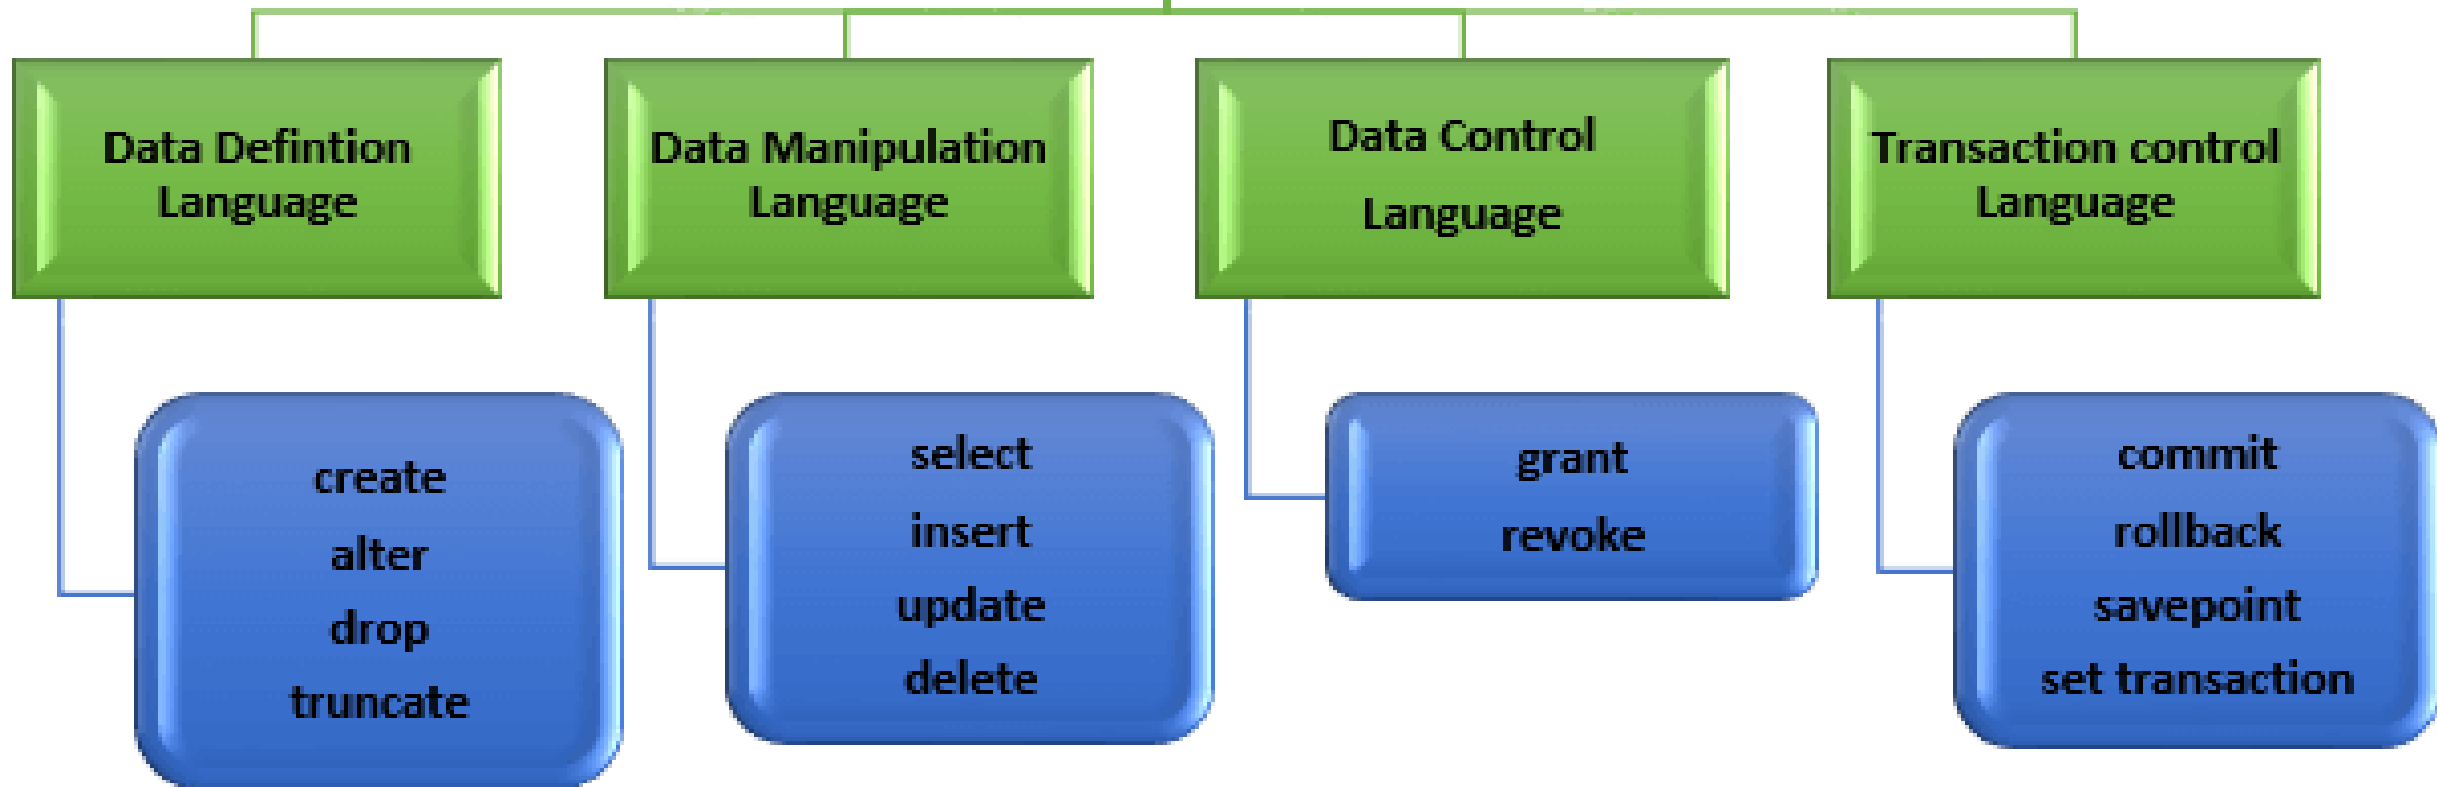 Data Defintion
Language
Data Manipulation
Language
Data Control
Language
Transaction control
Language
create
alter
drop
truncate
select
insert
update
delete
grant
revoke
commit
rollback
savepoint
set transaction